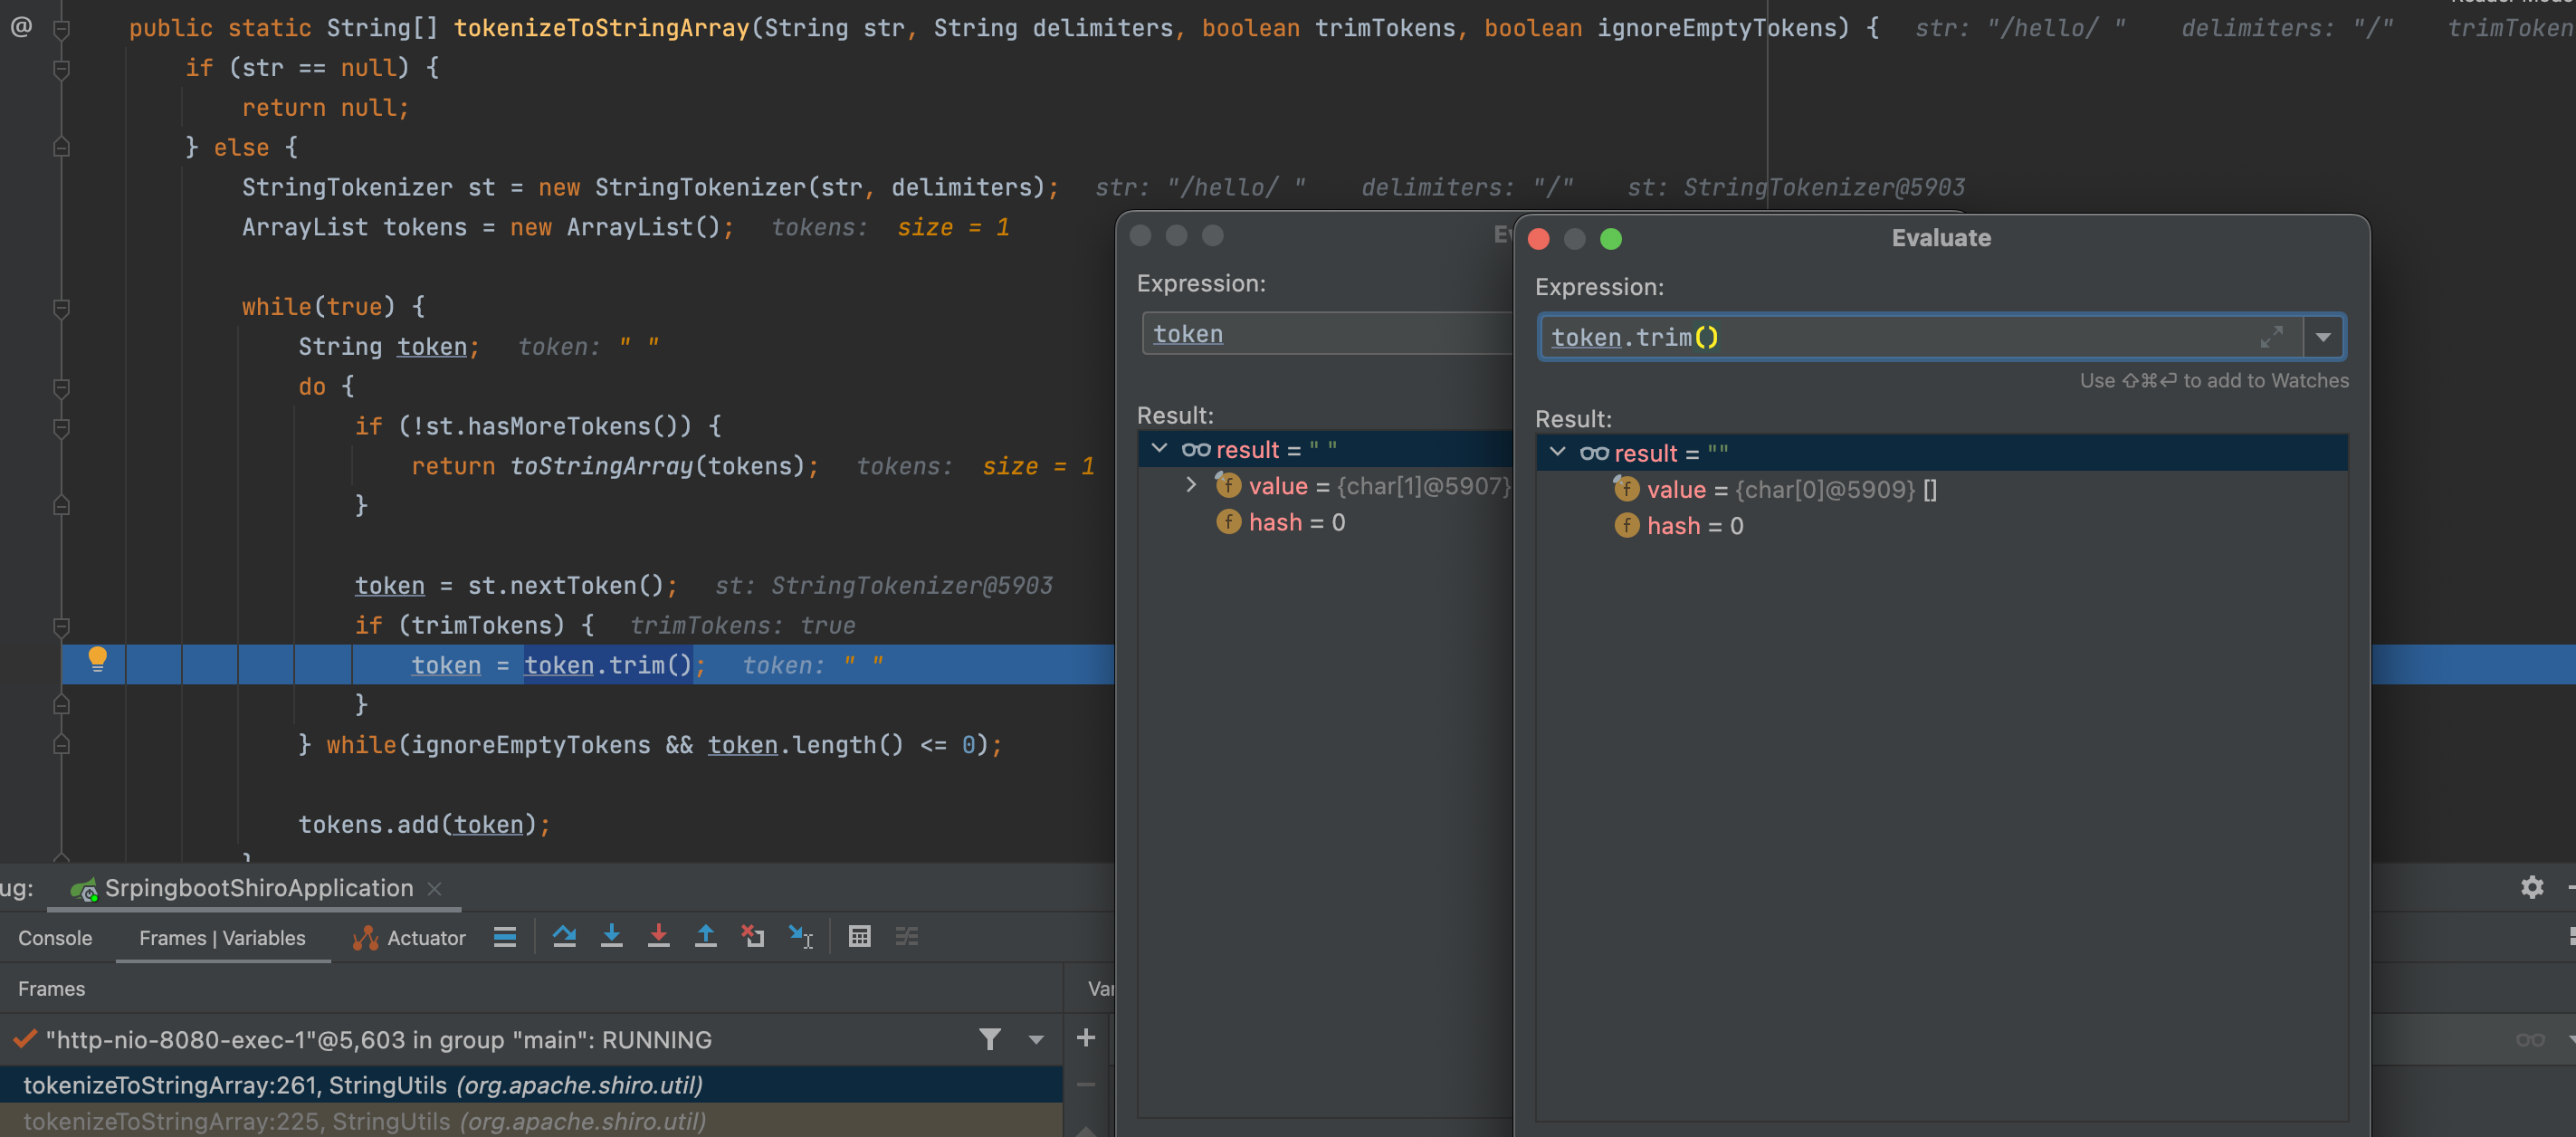 @ public static String[] tokenizeToStringArray(String str, String delimiters, boolean trimTokens, boolean ignoreEmptyTokens) { str: "/hello/ " delimiters: "/" trimToken
if (str == null) {
return null;
} else {
StringTokenizer st = new StringTokenizer(str, delimiters); str: "/hello/ " delimiters: "/" st: StringTokenizer@5903
ArrayList tokens = new ArrayList(); tokens: size = 1
while(true) {
String token; token: " "
do {
if (!st.hasMoreTokens()) {
return toStringArray(tokens); tokens: size = 1
}
token = st.nextToken(); st: StringTokenizer@5903
if (trimTokens) { trimTokens: true
token = token.trim(); token: " "
}
} while(ignoreEmptyTokens && token.length() <= 0);
tokens.add(token);
Expression:
token
Result:
result = " "
value = {char[1]@5907}
hash = 0
Evaluate
Expression:
token.trim()
Use ⇧⌘↩ to add to Watches
Result:
result = ""
value = {char[0]@5909} []
hash = 0
ug: SrpingbootShiroApplication
Console Frames | Variables Actuator
Frames
"http-nio-8080-exec-1"@5,603 in group "main": RUNNING
tokenizeToStringArray:261, StringUtils (org.apache.shiro.util)
tokenizeToStringArray:225, StringUtils (org.apache.shiro.util)